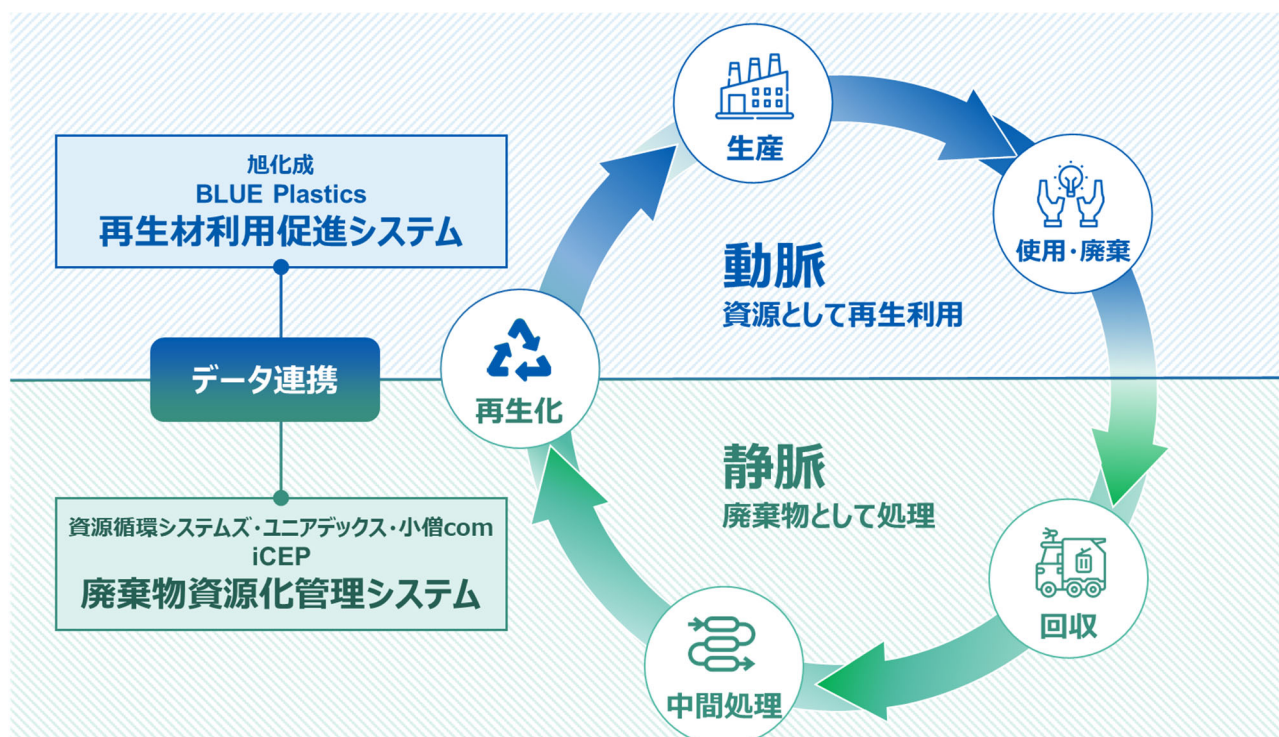 旭化成
BLUE Plastics
再生材利用促進システム
データ連携
資源循環システムズ・ユニアデックス・小僧com
iCEP
廃棄物資源化管理システム
生産
使用・廃棄
動脈
資源として再生利用
再生化
静脈
廃棄物として処理
回収
中間処理